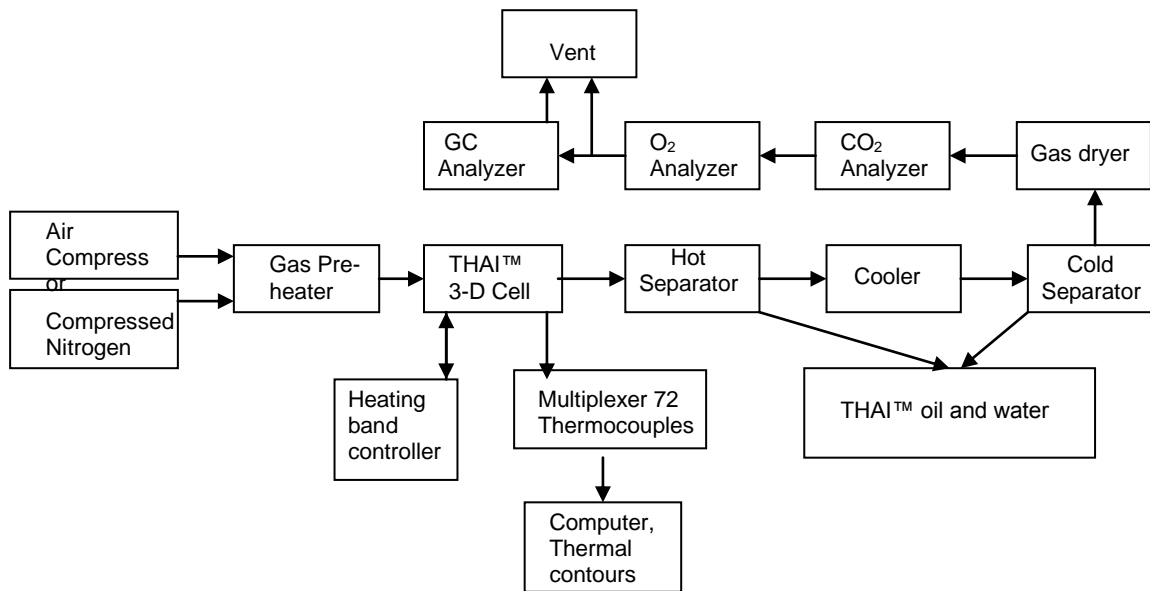 Vent
GC
Analyzer
O₂
Analyzer
CO₂
Analyzer
Gas dryer
Air
Compress
or
Compressed
Nitrogen
Gas Pre-
heater
THAI™
3-D Cell
Hot
Separator
Cooler
Cold
Separator
Heating
band
controller
Multiplexer 72
Thermocouples
THAI™ oil and water
Computer,
Thermal
contours